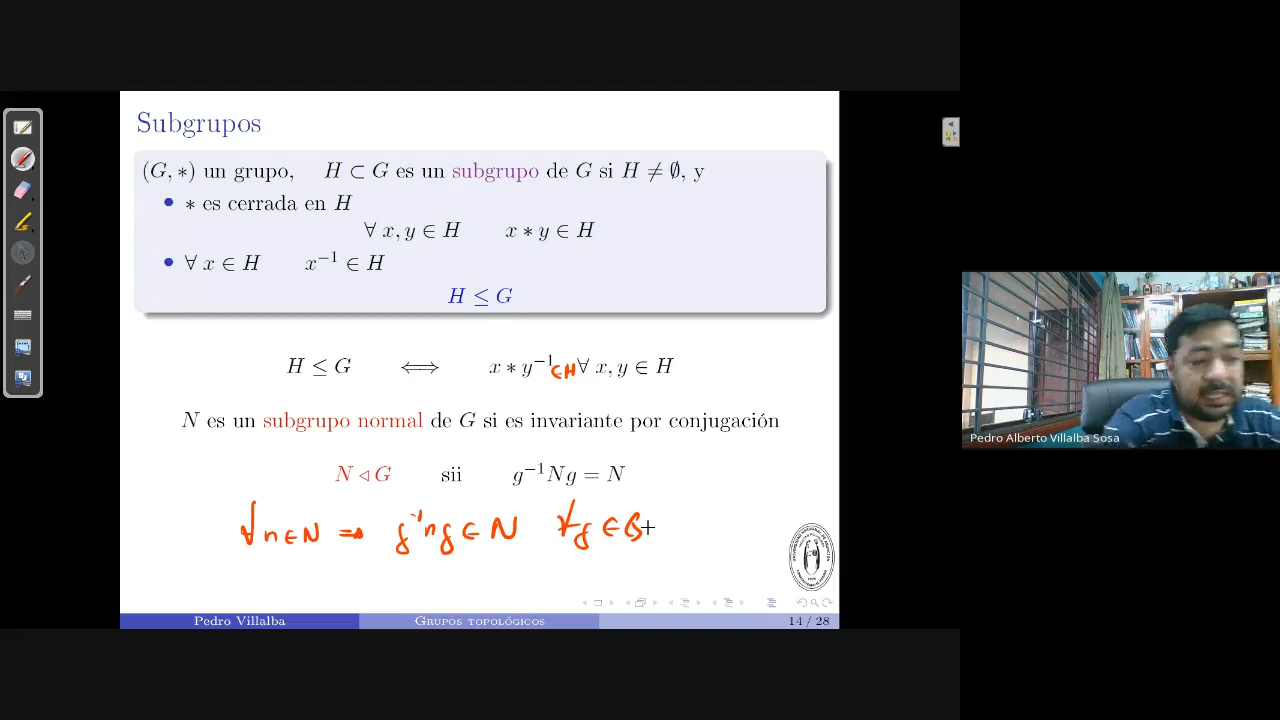 Subgrupos
(G, ∗) un grupo, H ⊂ G es un subgrupo de G si H ≠ ∅, y
• ∗ es cerrada en H
∀ x, y ∈ H x ∗ y ∈ H
• ∀ x ∈ H x⁻¹ ∈ H
H ≤ G
H ≤ G ⟺ x ∗ y⁻¹ ∈ H ∀ x, y ∈ H
N es un subgrupo normal de G si es invariante por conjugación
N ◁ G sii g⁻¹Ng = N
∀ n ∈ N ⇒ g⁻¹ng ∈ N ∀g ∈ G
Pedro Villalba
Grupos topológicos
14 / 28
Pedro Alberto Villalba Sosa